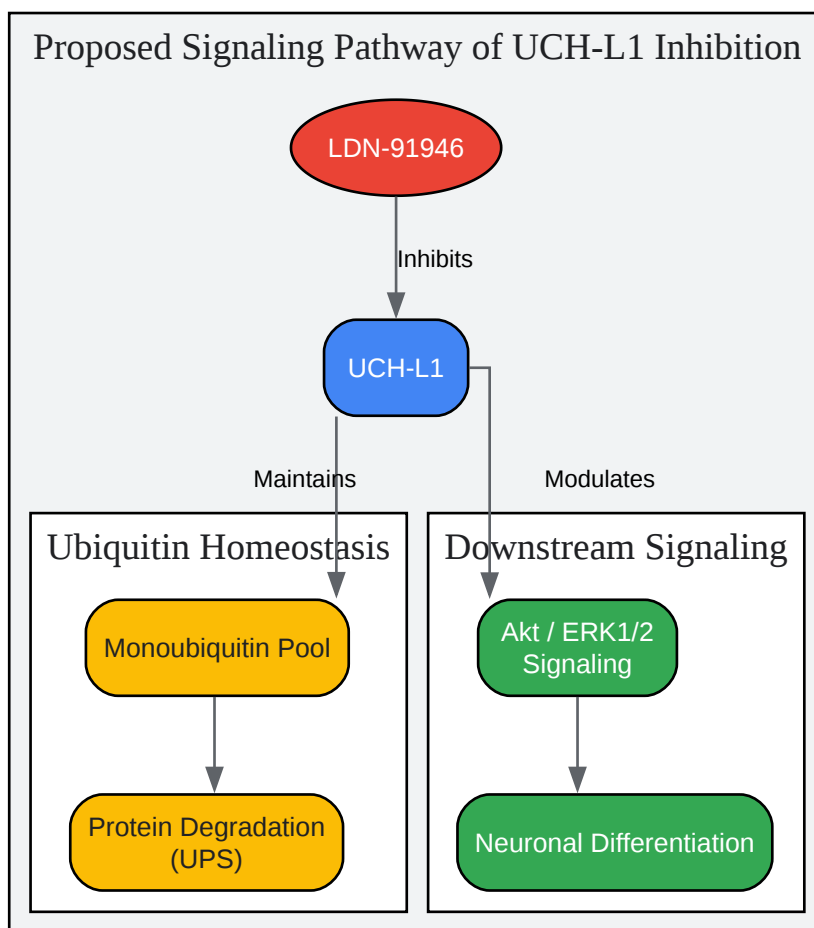 Proposed Signaling Pathway of UCH-L1 Inhibition
LDN-91946
Inhibits
UCH-L1
Maintains
Modulates
Ubiquitin Homeostasis
Downstream Signaling
Monoubiquitin Pool
Akt / ERK1/2
Signaling
Protein Degradation
(UPS)
Neuronal Differentiation